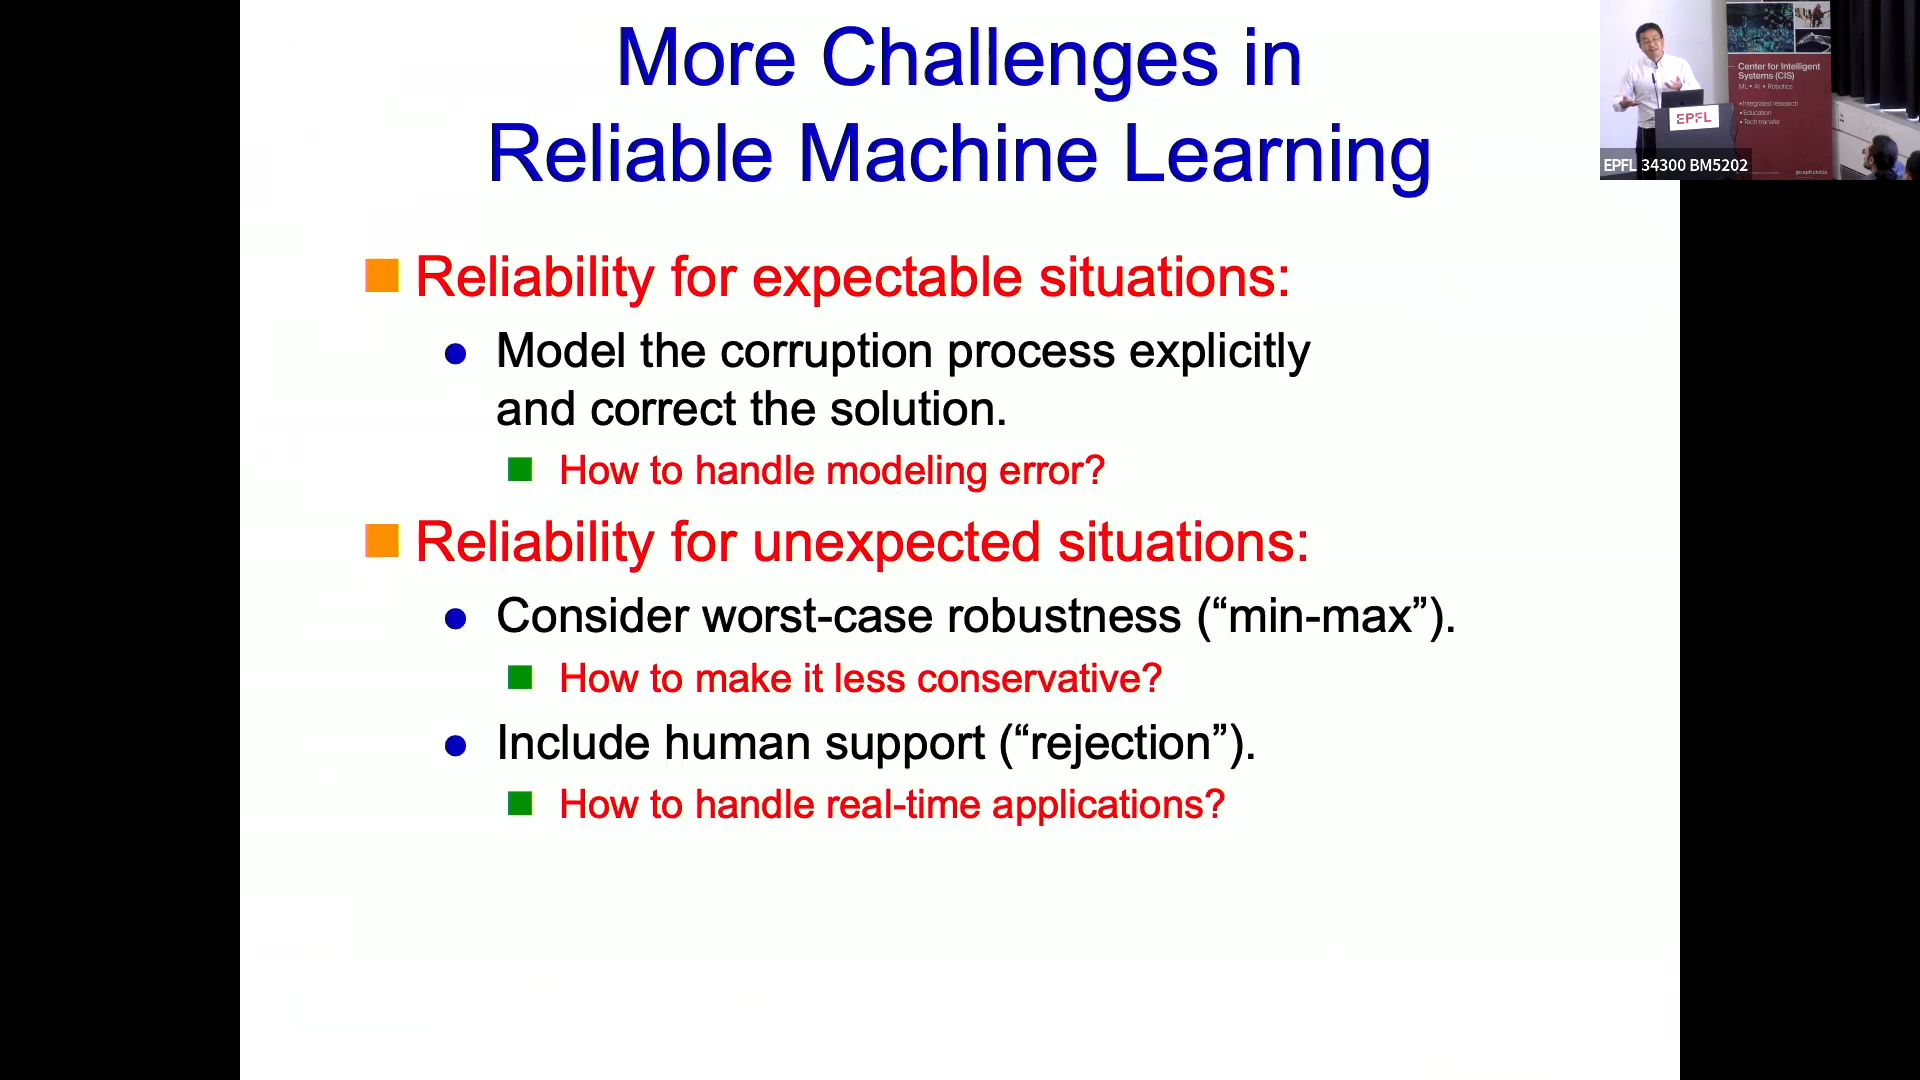 More Challenges in
Reliable Machine Learning
Reliability for expectable situations:
Model the corruption process explicitly
and correct the solution.
How to handle modeling error?
Reliability for unexpected situations:
Consider worst-case robustness (“min-max”).
How to make it less conservative?
Include human support (“rejection”).
How to handle real-time applications?
Center for Intelligent
Systems (CIS)
ML • AI • Robotics
•Integrated research
•Education
•Tech transfer
EPFL
EPFL 34300 BM5202